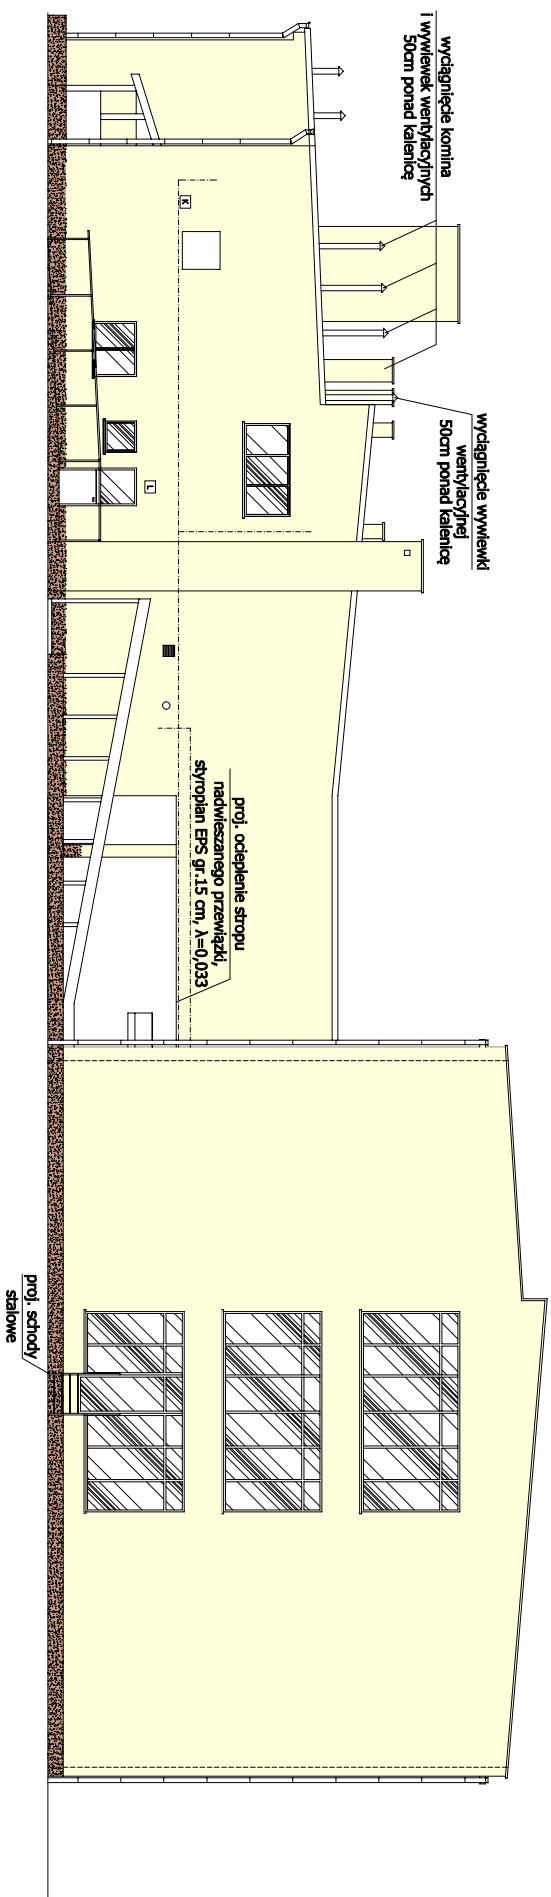 wyciągnięcie komina
i wywiewek wentylacyjnych
50cm ponad kalenicę
wyciągnięcie wywiewki
wentylacyjnej
50cm ponad kalenicę
K
L
proj. ocieplenie stropu
nadwieszanego przewiązki,
styropian EPS gr.15 cm, λ=0,033
proj. schody
stalowe